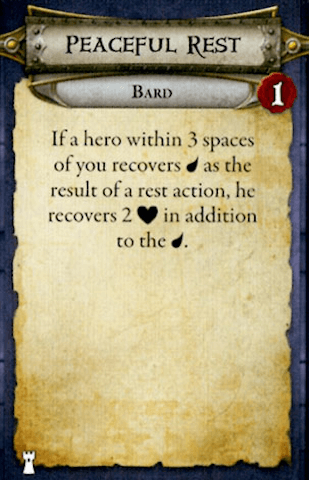 Peaceful Rest
Bard
1
If a hero within 3 spaces
of you recovers as the
result of a rest action, he
recovers 2 ♥ in addition
to the .